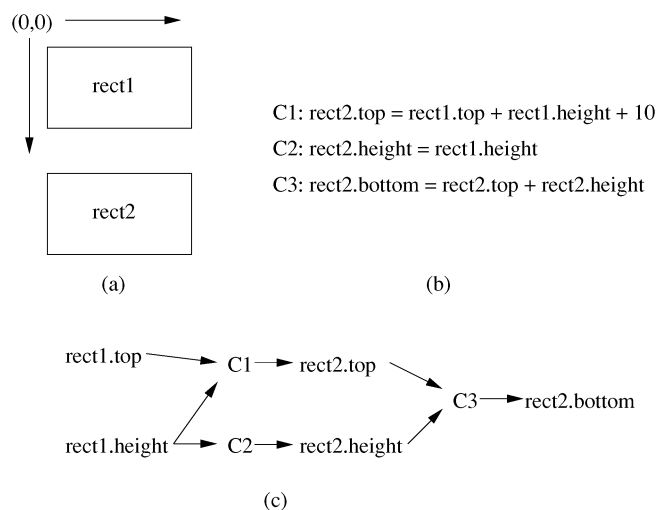 (0,0)
rect1
rect2
(a)
C1: rect2.top = rect1.top + rect1.height + 10
C2: rect2.height = rect1.height
C3: rect2.bottom = rect2.top + rect2.height
(b)
rect1.top
C1
rect2.top
C3
rect2.bottom
rect1.height
C2
rect2.height
(c)